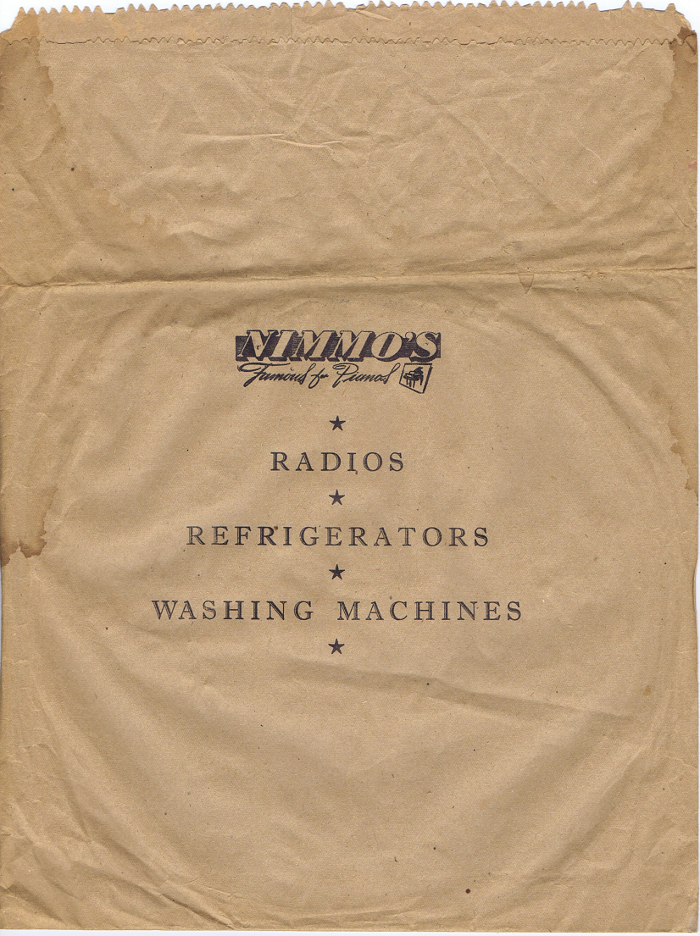 NIMMO'S
Famous for Pianos
★
RADIOS
★
REFRIGERATORS
★
WASHING MACHINES
★